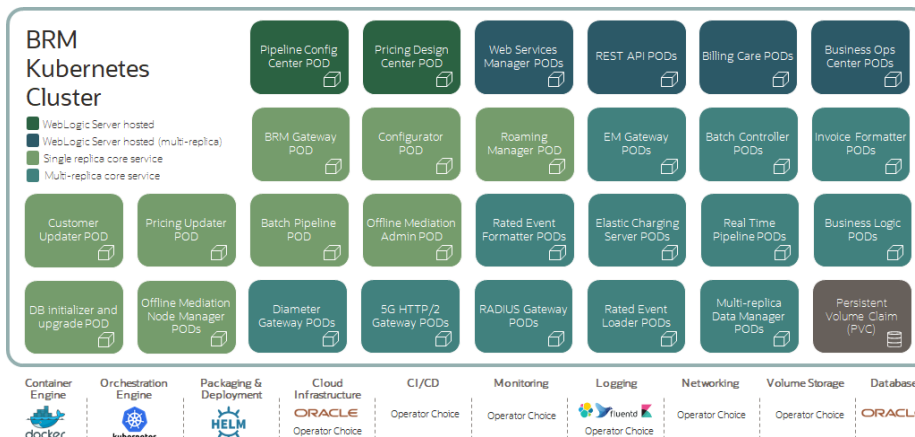 BRM
Kubernetes
Cluster
WebLogic Server hosted
WebLogic Server hosted (multi-replica)
Single replica core service
Multi-replica core service
Pipeline Config
Center POD
Pricing Design
Center POD
Web Services
Manager PODs
REST API PODs
Billing Care PODs
Business Ops
Center PODs
BRM Gateway
POD
Configurator
POD
Roaming
Manager POD
EM Gateway
PODs
Batch Controller
PODs
Invoice Formatter
PODs
Customer
Updater POD
Pricing Updater
POD
Batch Pipeline
POD
Offline Mediation
Admin POD
Rated Event
Formatter PODs
Elastic Charging
Server PODs
Real Time
Pipeline PODs
Business Logic
PODs
DB Initializer and
upgrade POD
Offline Mediation
Node Manager
PODs
Diameter
Gateway PODs
5G HTTP/2
Gateway PODs
RADIUS Gateway
PODs
Rated Event
Loader PODs
Multi-replica
Data Manager
PODs
Persistent
Volume Claim
(PVC)
Container
Engine
docker
Orchestration
Engine
kubernetes
Packaging &
Deployment
HELM
Cloud
Infrastructure
ORACLE
Operator Choice
CI/CD
Operator Choice
Monitoring
Operator Choice
Logging
fluentd
Operator Choice
Networking
Operator Choice
Volume Storage
Operator Choice
Database
ORACL